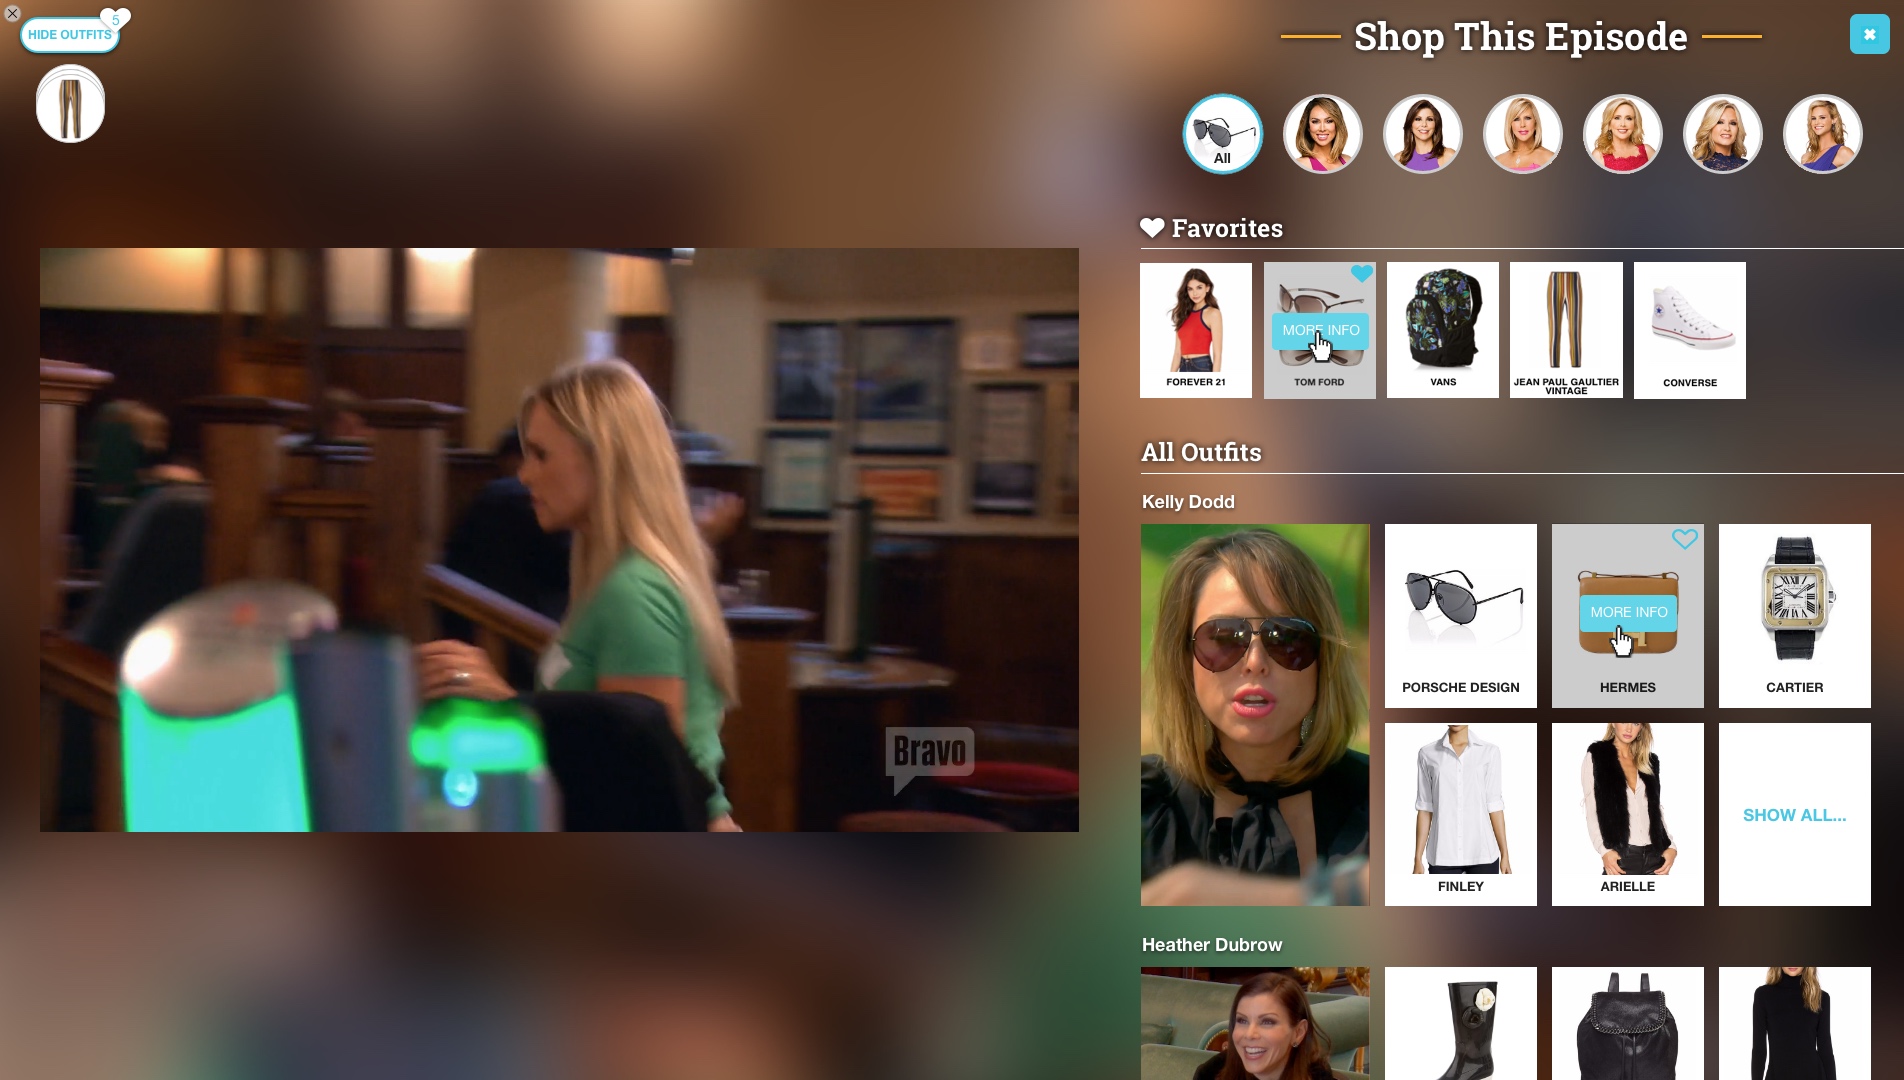 5
HIDE OUTFITS
Shop This Episode
All
Favorites
FOREVER 21
MORE INFO
TOM FORD
VANS
JEAN PAUL GAULTIER
VINTAGE
CONVERSE
All Outfits
Kelly Dodd
PORSCHE DESIGN
MORE INFO
HERMES
CARTIER
FINLEY
ARIELLE
SHOW ALL...
Bravo
Heather Dubrow